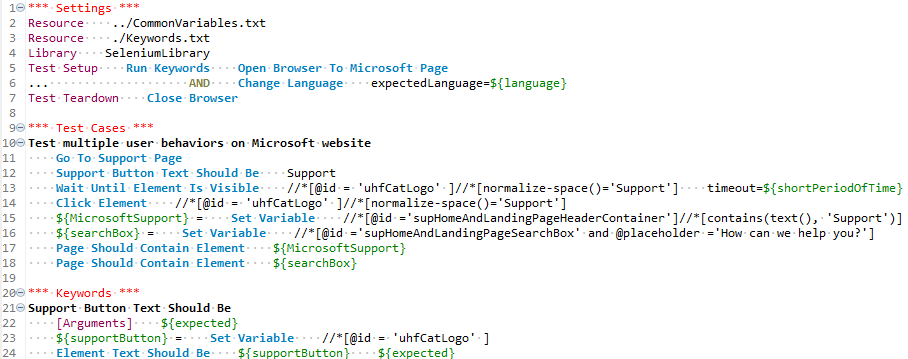 1 *** Settings ***
2 Resource    ../CommonVariables.txt
3 Resource    ./Keywords.txt
4 Library    SeleniumLibrary
5 Test Setup    Run Keywords    Open Browser To Microsoft Page
6 ...                    AND    Change Language    expectedLanguage=${language}
7 Test Teardown    Close Browser
8
9 *** Test Cases ***
10 Test multiple user behaviors on Microsoft website
11     Go To Support Page
12     Support Button Text Should Be    Support
13     Wait Until Element Is Visible    //*[@id = 'uhfCatLogo' ]//*[normalize-space()='Support']    timeout=${shortPeriodOfTime}
14     Click Element    //*[@id = 'uhfCatLogo' ]//*[normalize-space()='Support']
15     ${MicrosoftSupport} =    Set Variable    //*[@id ='supHomeAndLandingPageHeaderContainer']//*[contains(text(), 'Support')]
16     ${searchBox} =    Set Variable    //*[@id ='supHomeAndLandingPageSearchBox' and @placeholder ='How can we help you?']
17     Page Should Contain Element    ${MicrosoftSupport}
18     Page Should Contain Element    ${searchBox}
19
20 *** Keywords ***
21 Support Button Text Should Be
22     [Arguments]    ${expected}
23     ${supportButton} =    Set Variable    //*[@id = 'uhfCatLogo' ]
24     Element Text Should Be    ${supportButton}    ${expected}